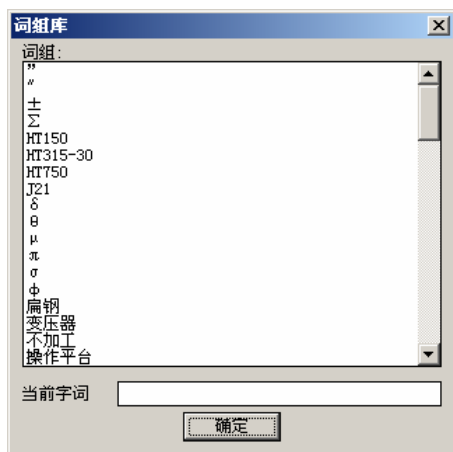 词组库
词组:
”
〃
±
Σ
HT150
HT315-30
HT750
J21
δ
θ
μ
π
σ
φ
扁钢
变压器
不加工
操作平台
当前字词
确定